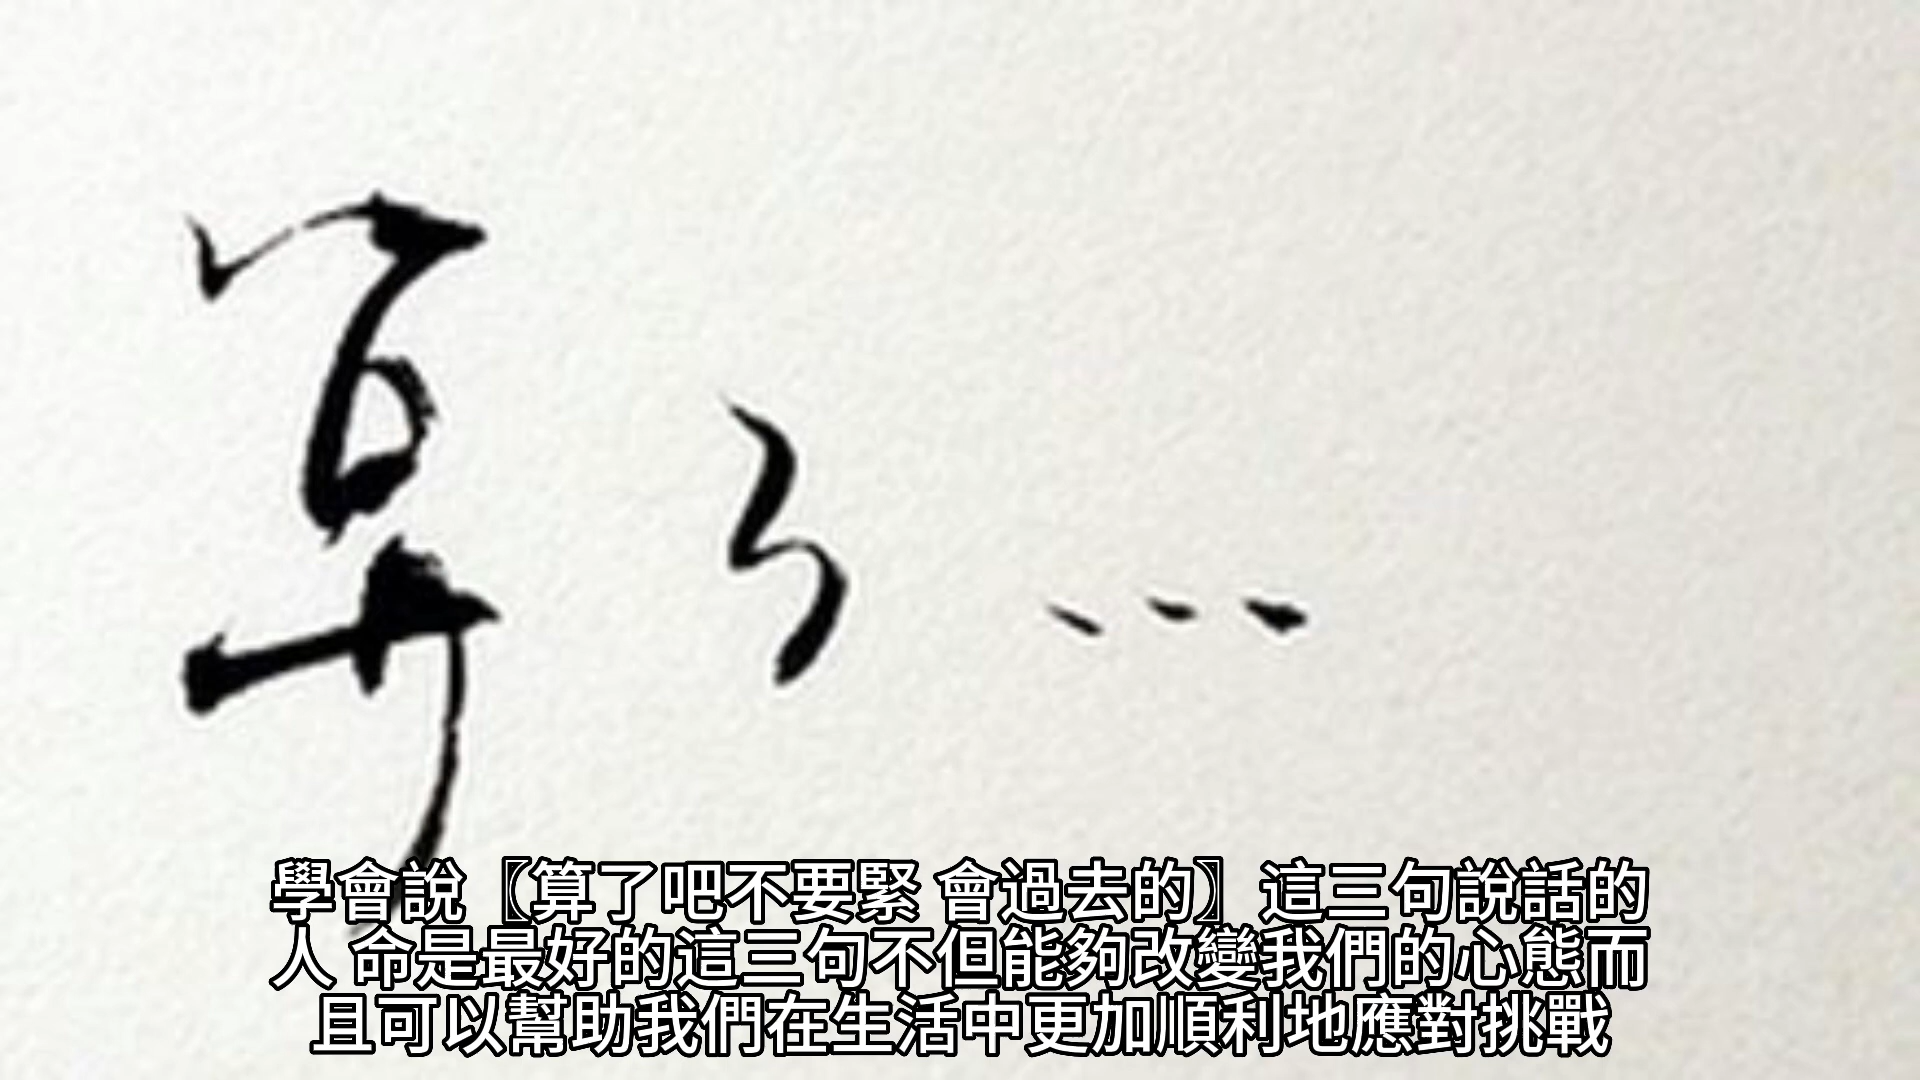 算了...
學會說〖算了吧不要緊 會過去的〗這三句說話的
人 命是最好的這三句不但能夠改變我們的心態而
且可以幫助我們在生活中更加順利地應對挑戰